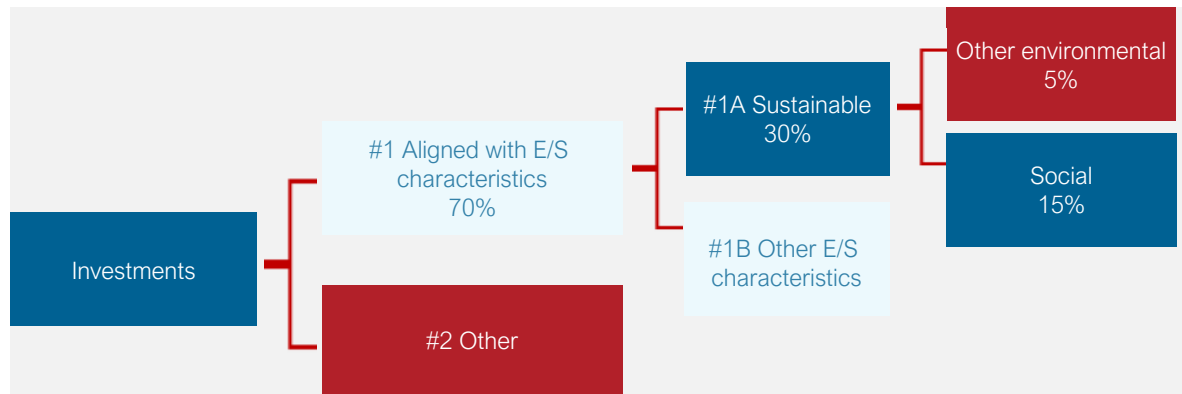 Investments
#1 Aligned with E/S
characteristics
70%
#2 Other
#1A Sustainable
30%
#1B Other E/S
characteristics
Other environmental
5%
Social
15%